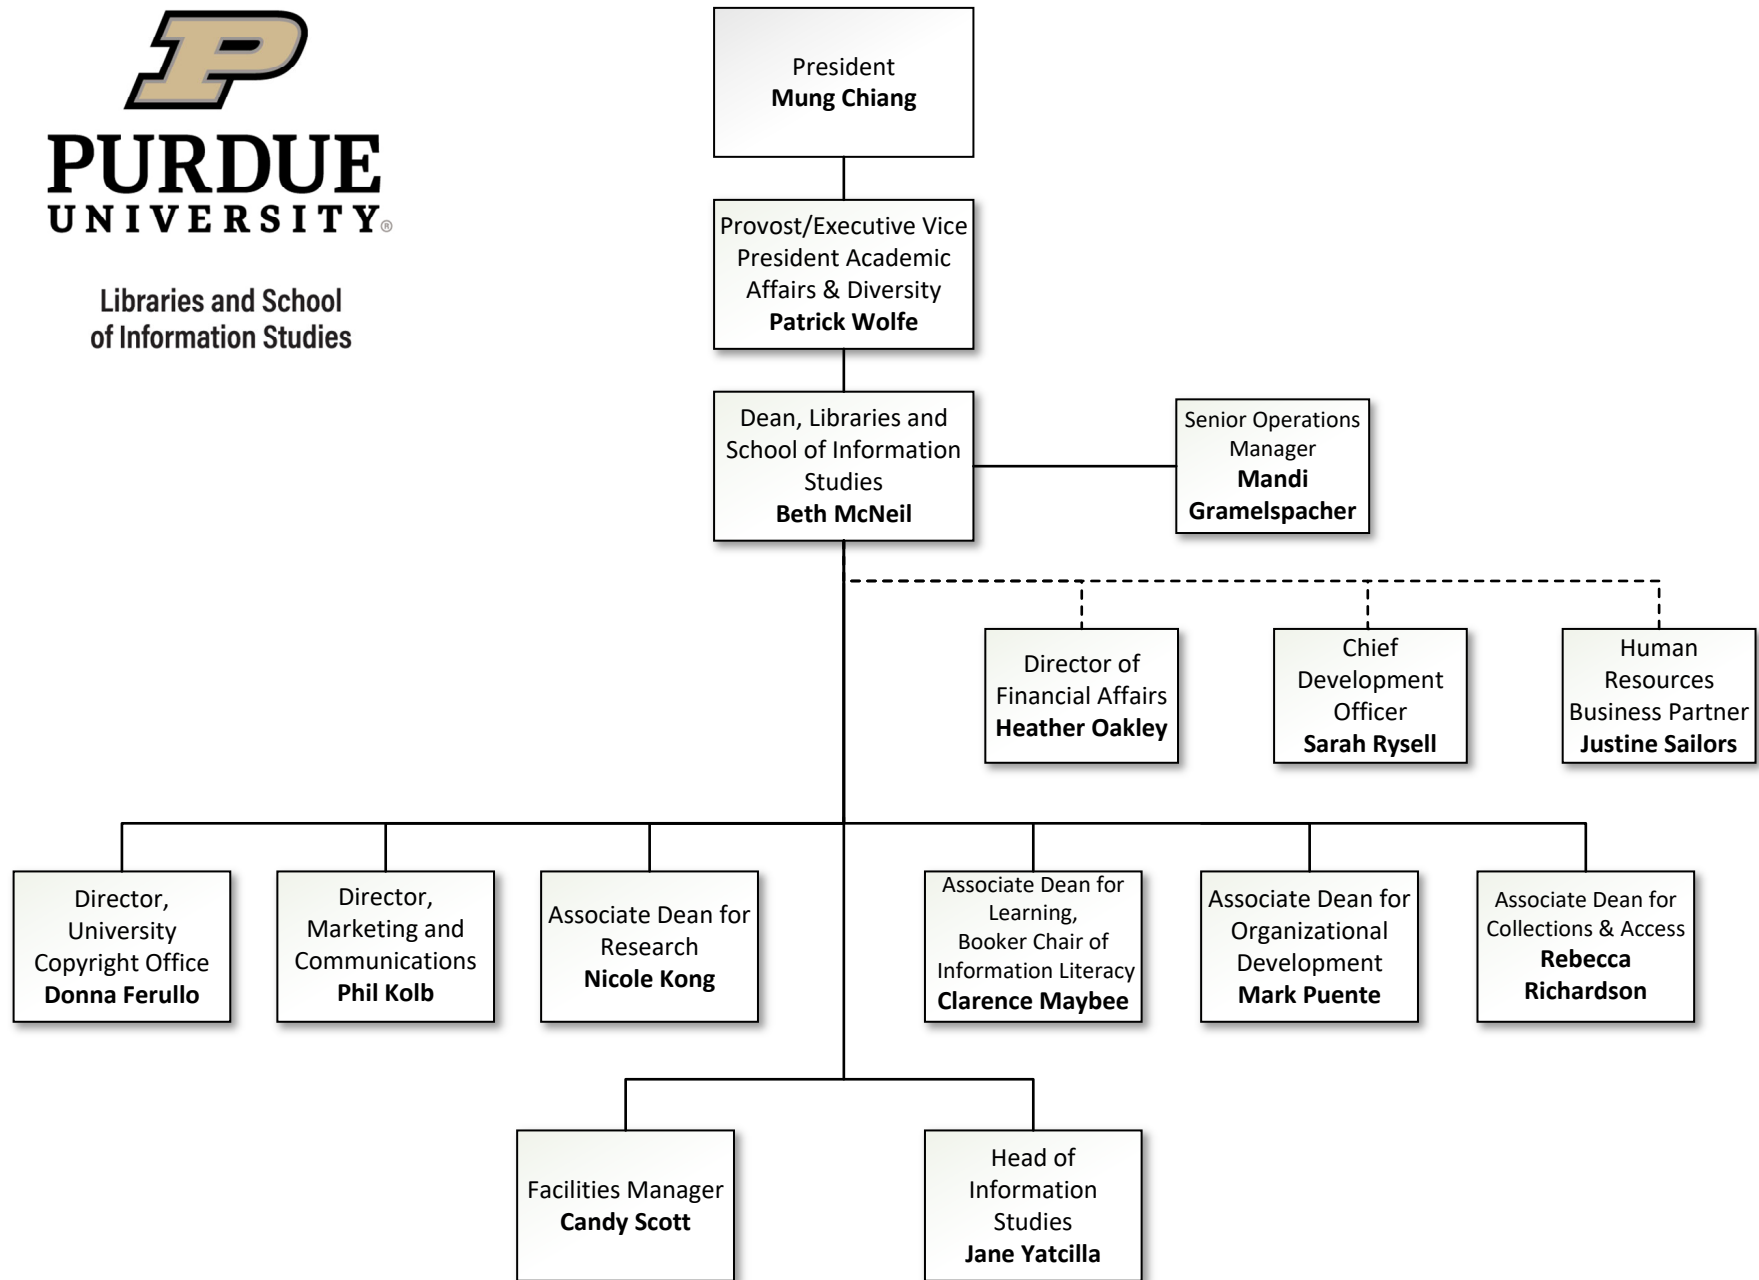 PURDUE
UNIVERSITY®
Libraries and School
of Information Studies
President
Mung Chiang
Provost/Executive Vice
President Academic
Affairs & Diversity
Patrick Wolfe
Dean, Libraries and
School of Information
Studies
Beth McNeil
Senior Operations
Manager
Mandi
Gramelspacher
Director of
Financial Affairs
Heather Oakley
Chief
Development
Officer
Sarah Rysell
Human
Resources
Business Partner
Justine Sailors
Director,
University
Copyright Office
Donna Ferullo
Director,
Marketing and
Communications
Phil Kolb
Associate Dean for
Research
Nicole Kong
Associate Dean for
Learning,
Booker Chair of
Information Literacy
Clarence Maybee
Associate Dean for
Organizational
Development
Mark Puente
Associate Dean for
Collections & Access
Rebecca
Richardson
Facilities Manager
Candy Scott
Head of
Information
Studies
Jane Yatcilla